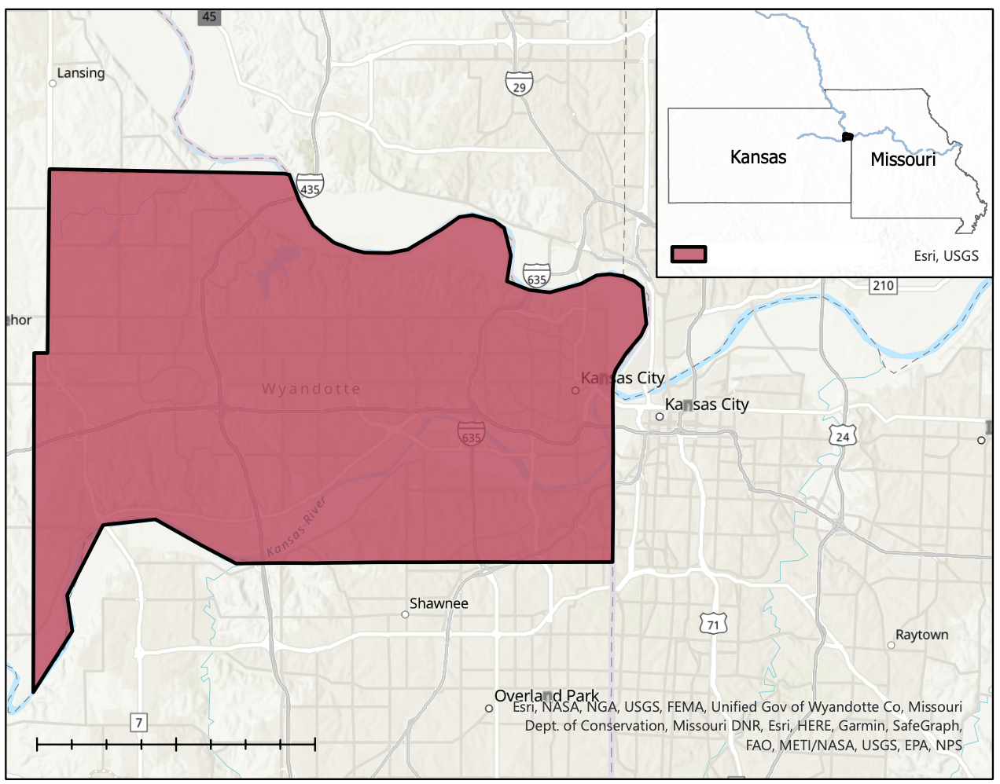 45
Lansing
29
435
635
Kansas
Missouri
Esri, USGS
210
hor
Wyandotte
Kansas City
Kansas City
635
24
Kansas River
Shawnee
71
Raytown
Overland Park
7
Esri, NASA, NGA, USGS, FEMA, Unified Gov of Wyandotte Co, Missouri
Dept. of Conservation, Missouri DNR, Esri, HERE, Garmin, SafeGraph,
FAO, METI/NASA, USGS, EPA, NPS